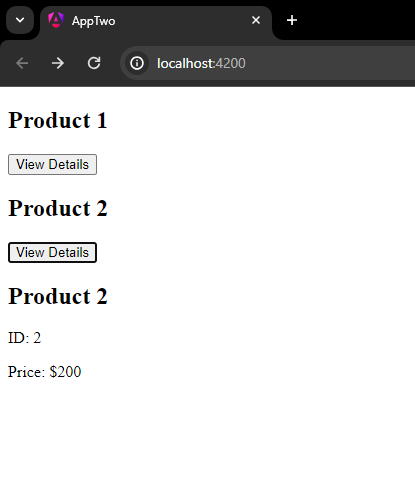 AppTwo
localhost:4200
Product 1
View Details
Product 2
View Details
Product 2
ID: 2
Price: $200